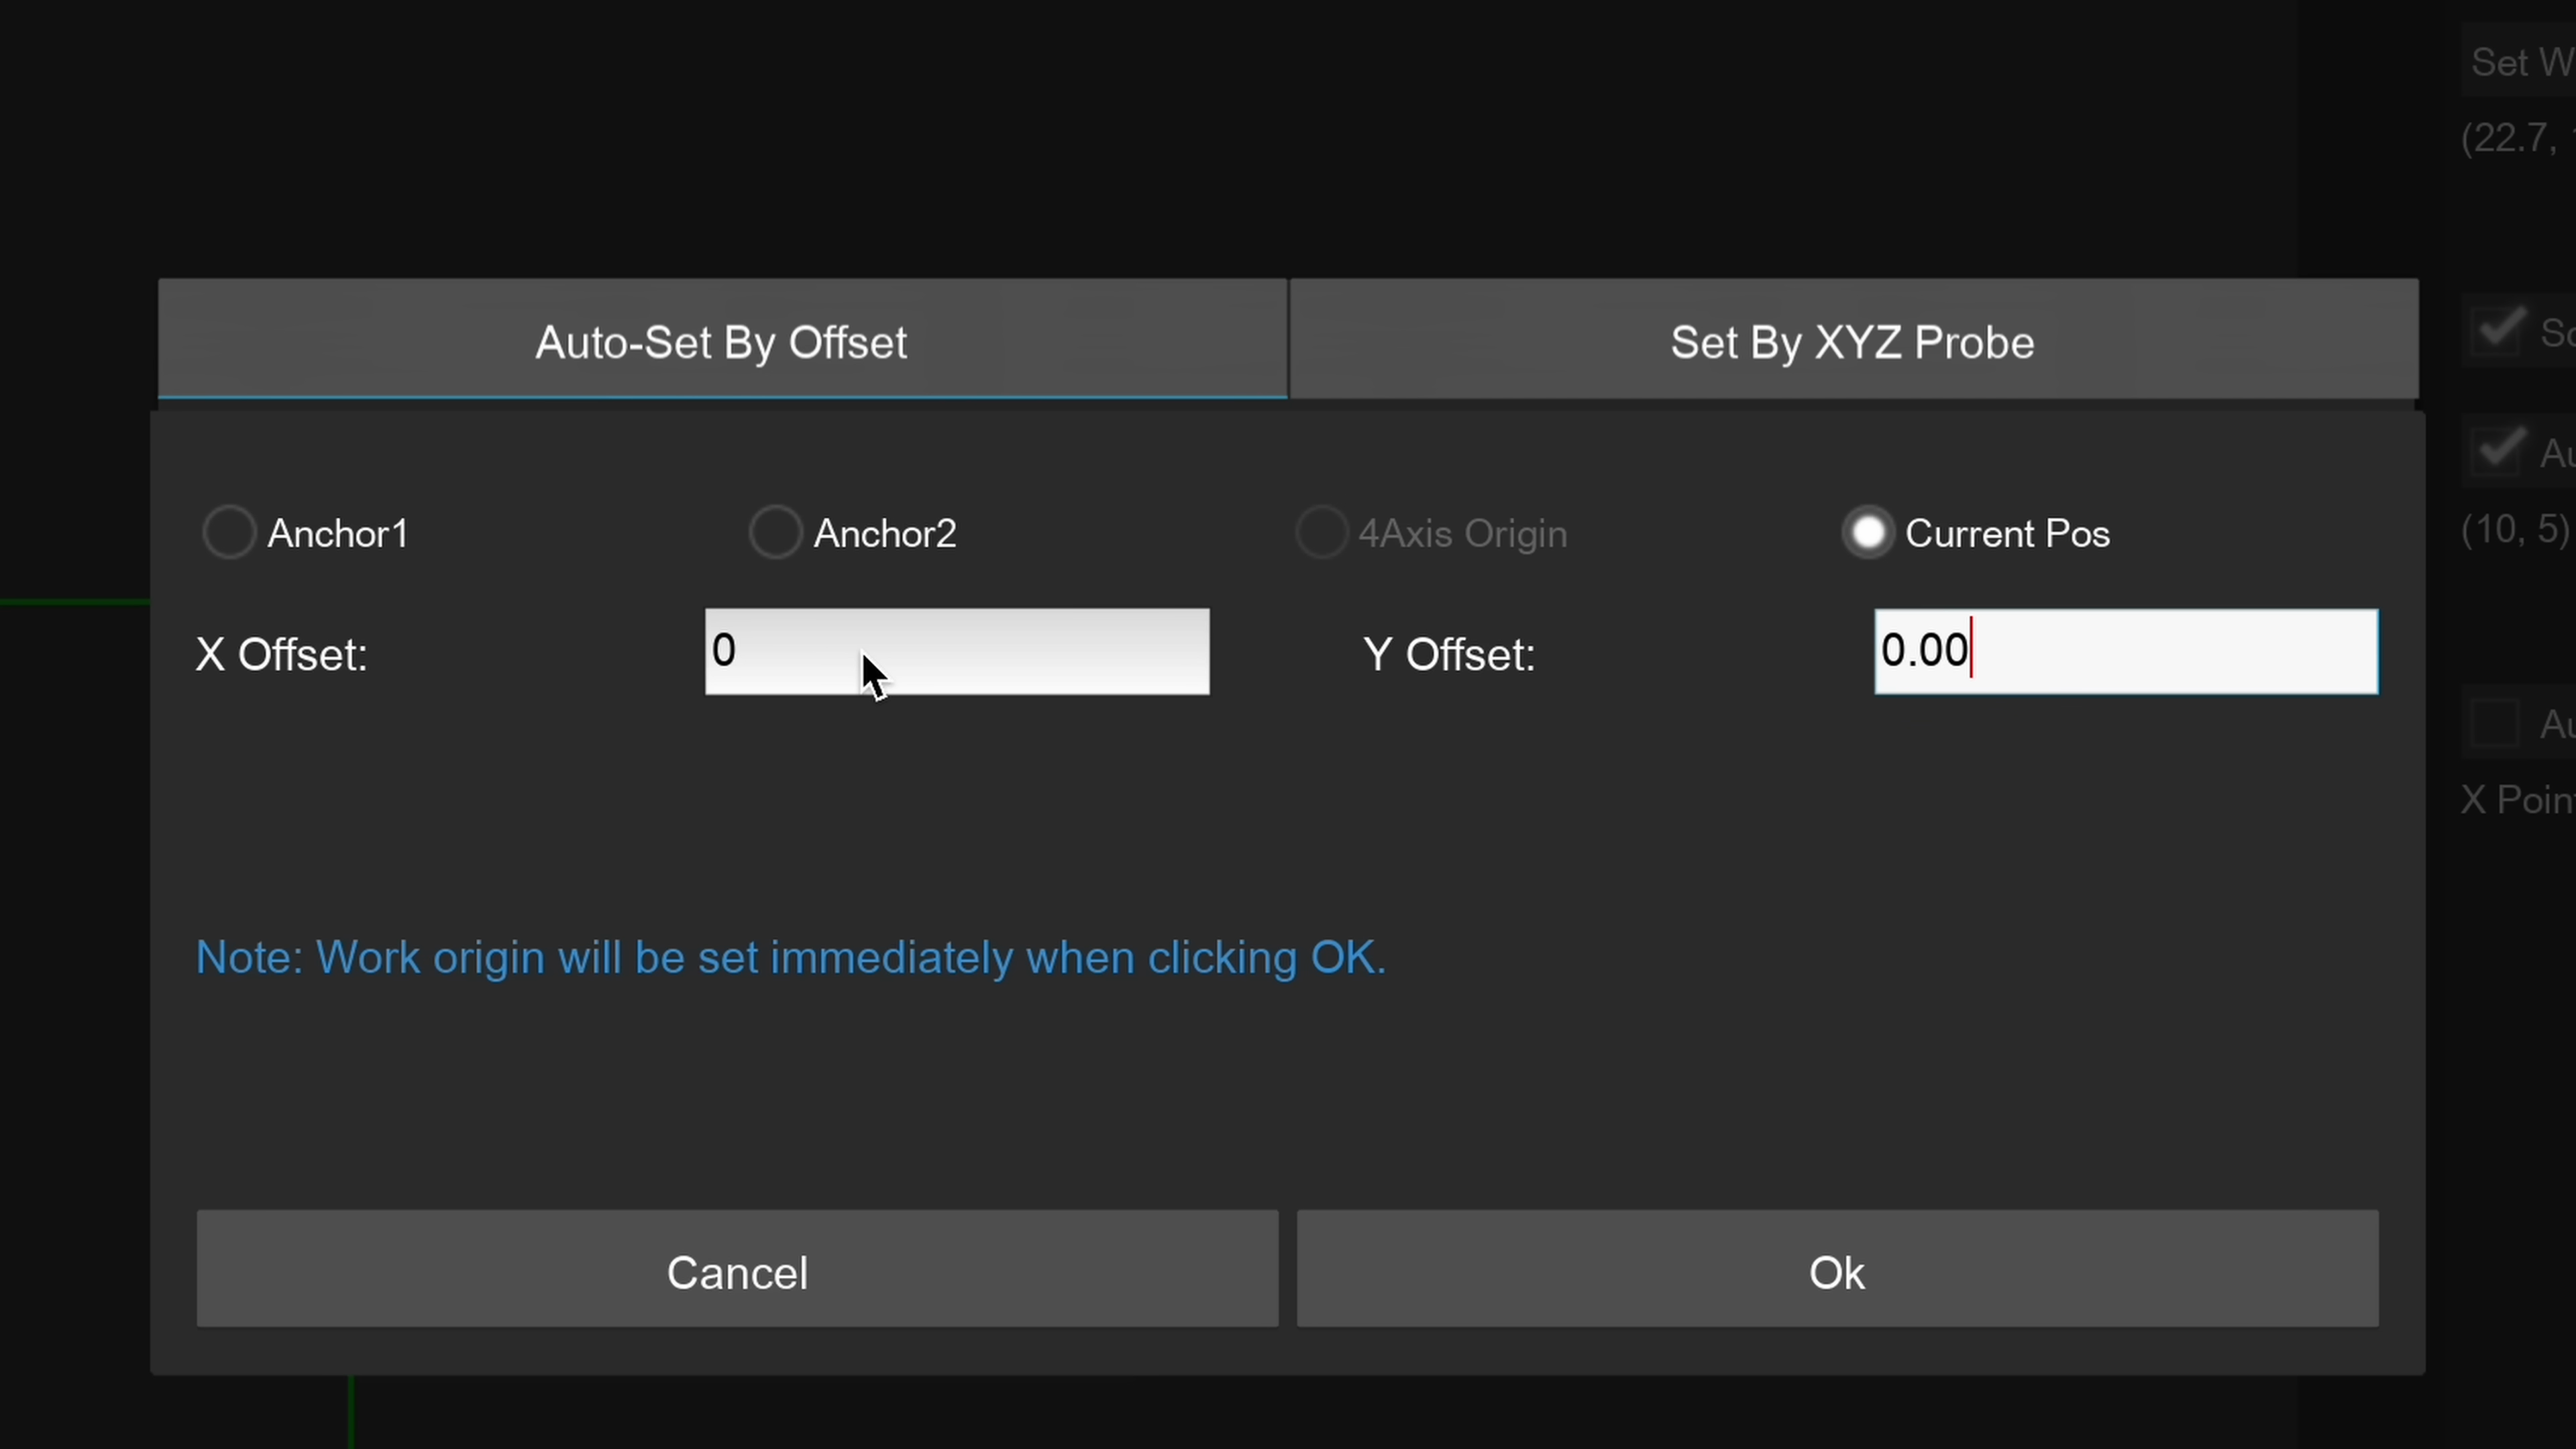 Set W
(22.7,
Auto-Set By Offset
Set By XYZ Probe
Anchor1
Anchor2
4Axis Origin
Current Pos
(10, 5)
X Offset:
0
Y Offset:
0.00
X Point
Note: Work origin will be set immediately when clicking OK.
Cancel
Ok